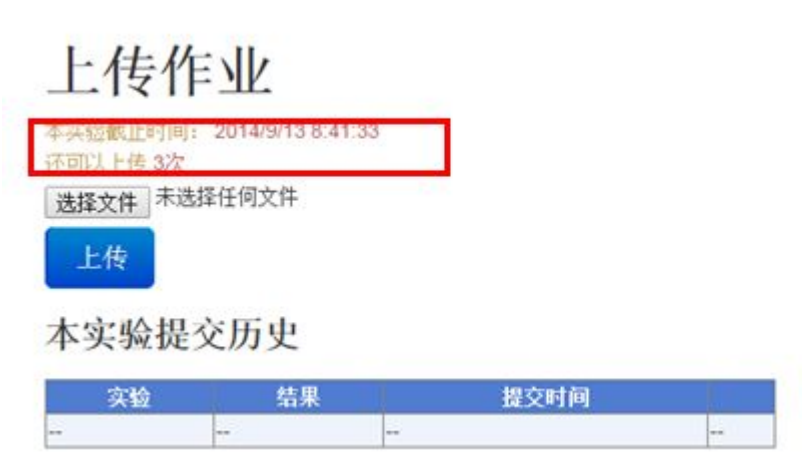 上传作业
本实验截止时间： 2014/9/13 8:41:33
还可以上传 3次
选择文件 未选择任何文件
上传
本实验提交历史
实验 结果 提交时间
-- -- -- --